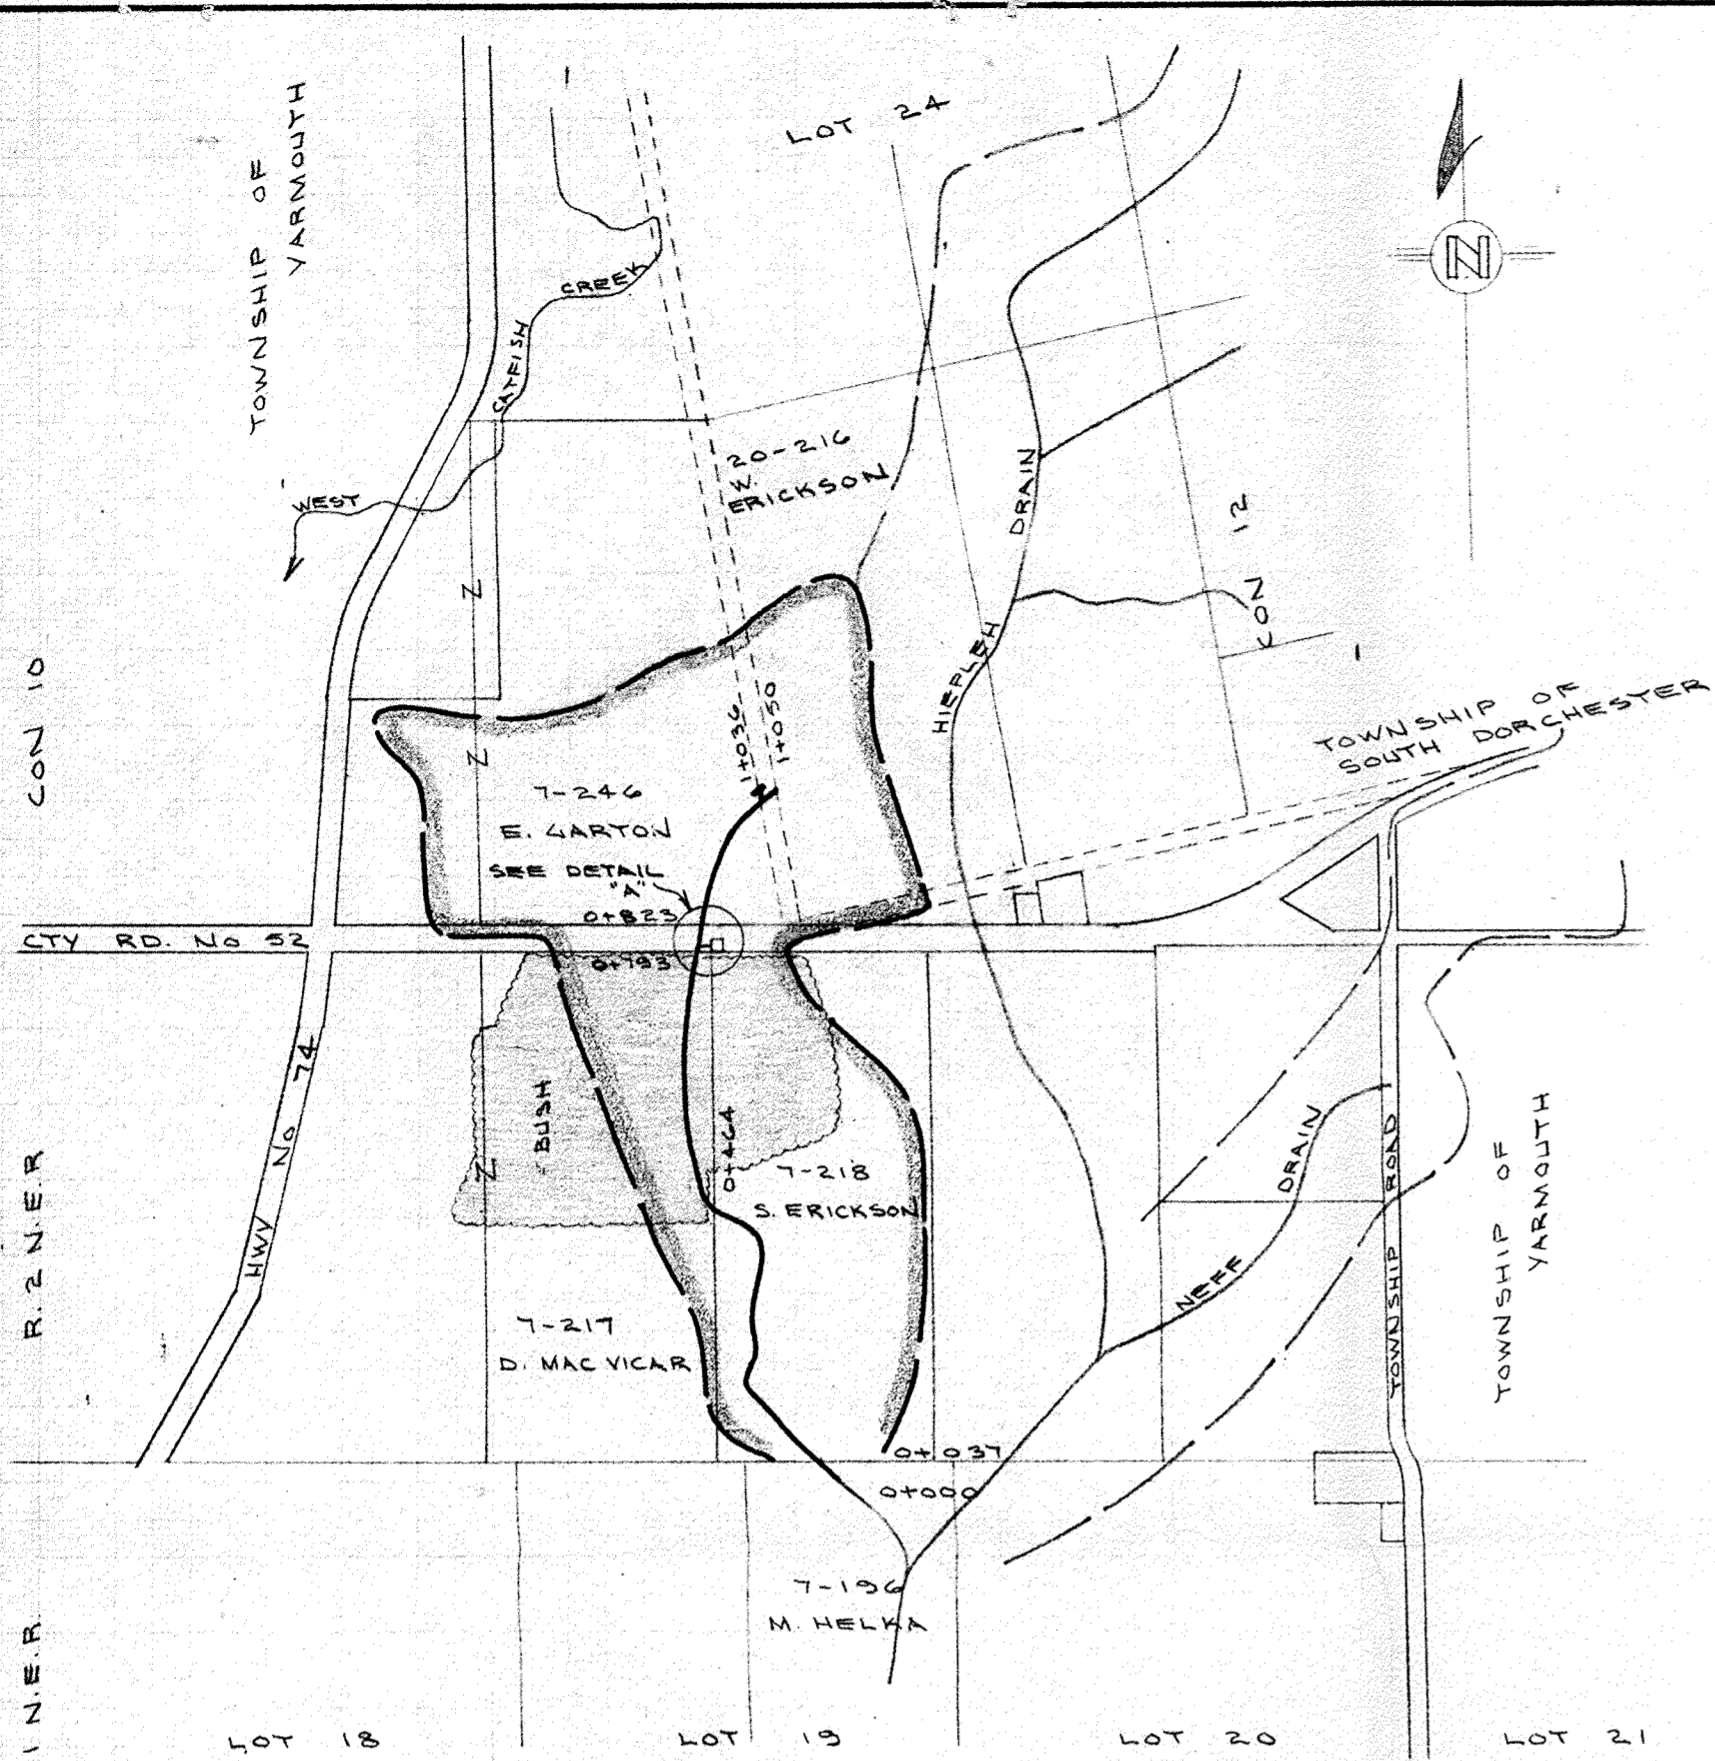 TOWNSHIP OF
YARMOUTH
LOT 24
N
CREEK
CATFISH
WEST
20-216
W.
ERICKSON
DRAIN
HIEPLEH
CON 12
CON 10
TOWNSHIP OF
SOUTH DORCHESTER
1+036
1+050
7-246
E. GARTON
SEE DETAIL
"A"
0+823
CTY RD. No 52
0+793
HWY No 74
BUSH
0+464
7-218
S. ERICKSON
DRAIN
NEFF
TOWNSHIP ROAD
TOWNSHIP OF
YARMOUTH
R. 2 N.E.R
7-217
D. MAC VICAR
0+037
0+000
7-196
M. HELKA
1 N.E.R.
LOT 18
LOT 19
LOT 20
LOT 21